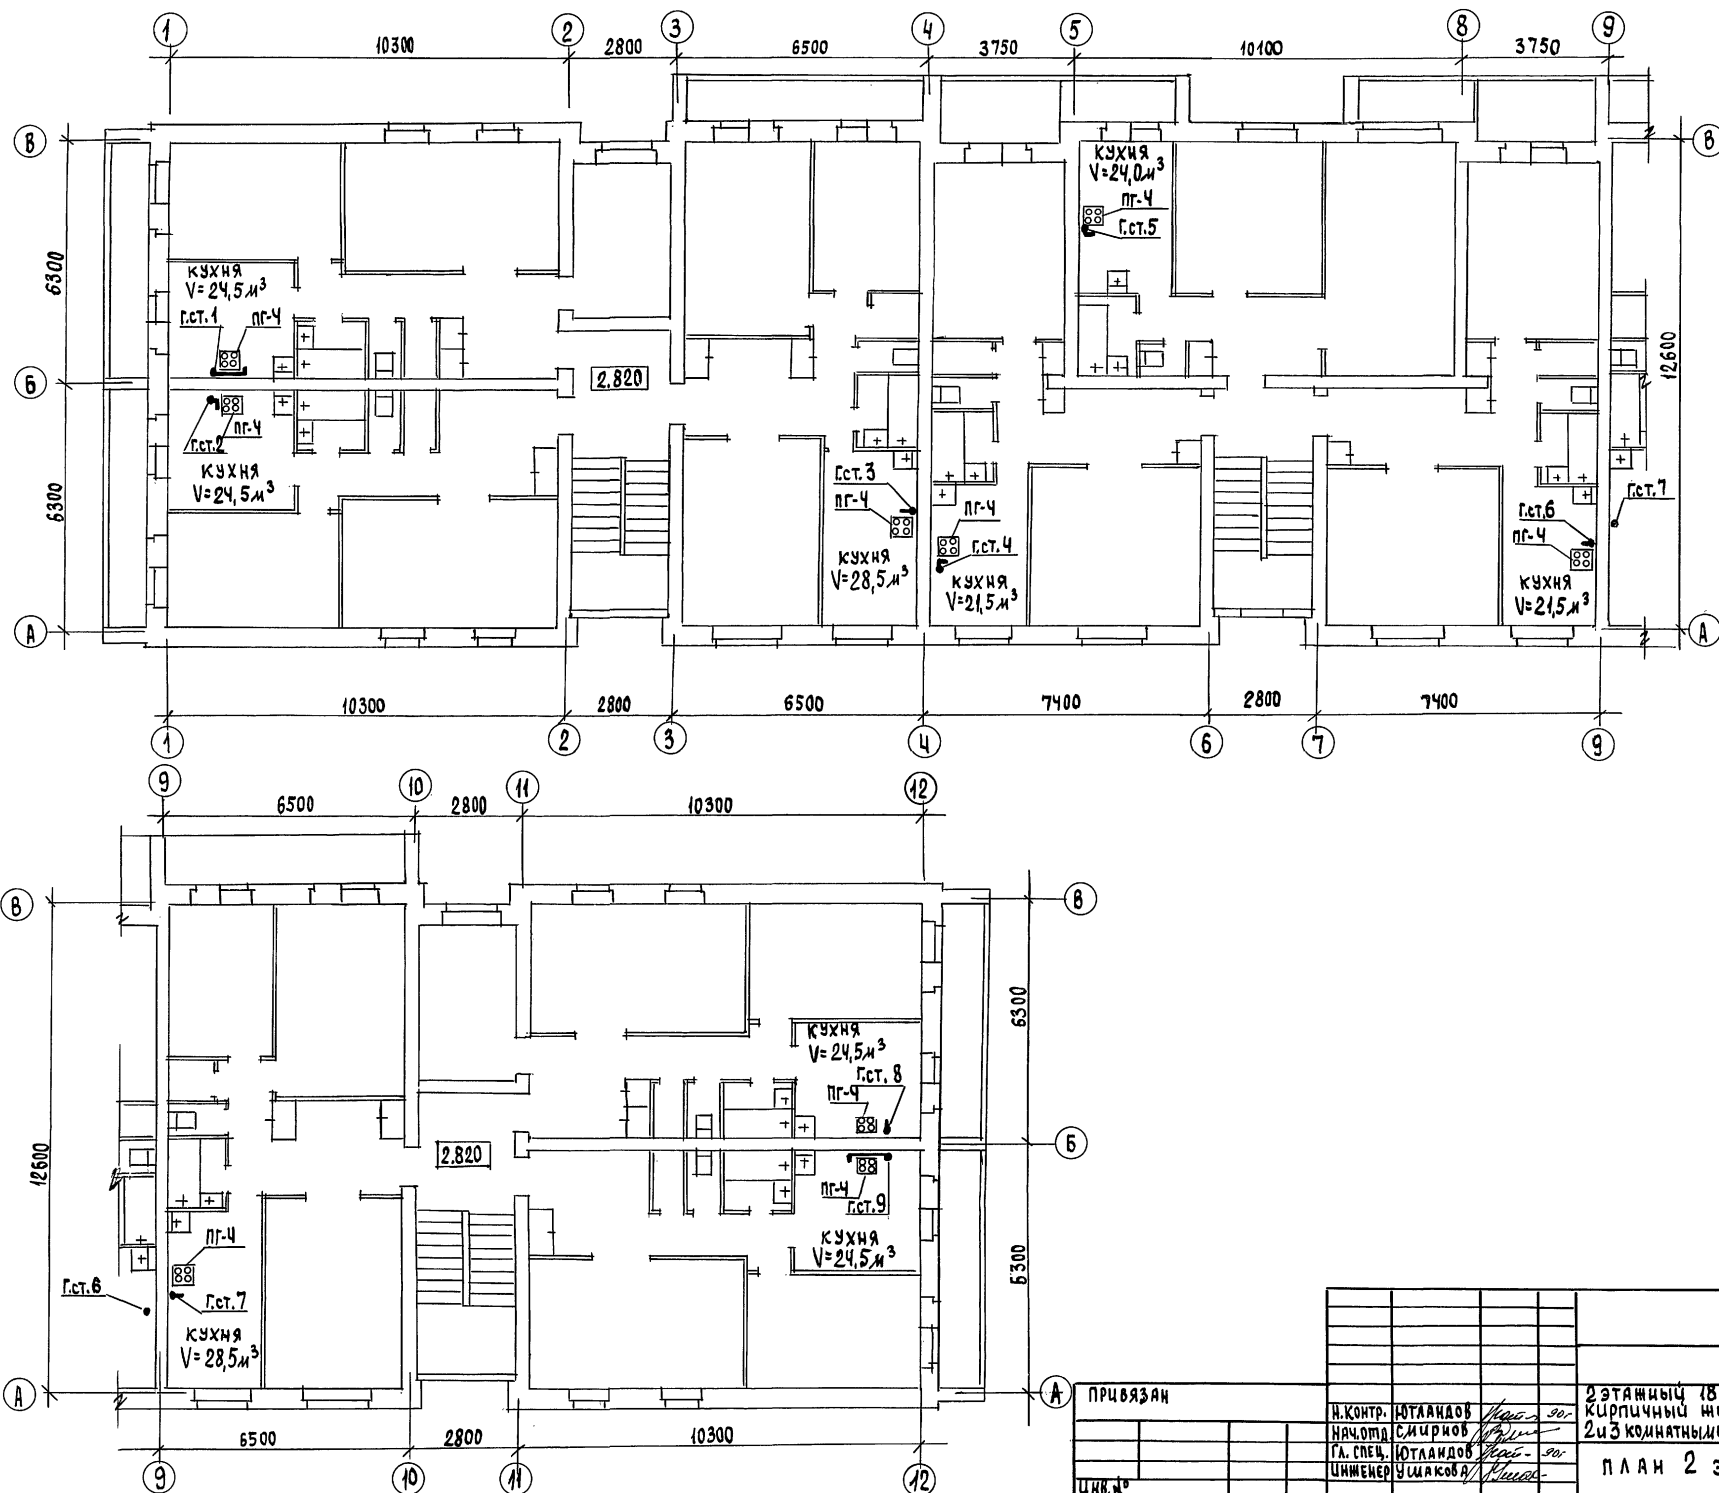 1 2 3 4 5 8 9
10300 2800 6500 3750 10100 3750
В В
6300
6300
Б
12600
А А
КУХНЯ
V=24,0м³
ПГ-4
Г.СТ.5
КУХНЯ
V=24,5м³
Г.СТ.1 ПГ-4
2.820
ПГ-4
Г.СТ.2
КУХНЯ
V=24,5м³
Г.СТ.3
ПГ-4
КУХНЯ
V=28,5м³
ПГ-4
Г.СТ.4
КУХНЯ
V=21,5м³
Г.СТ.6
ПГ-4
КУХНЯ
V=21,5м³
Г.СТ.7
10300 2800 6500 7400 2800 7400
1 2 3 4 6 7 9
9 10 11 12
6500 2800 10300
В В
12600
6300
Б
6300
А А
КУХНЯ
V=24,5м³
Г.СТ.8
ПГ-4
2.820
ПГ-4
Г.СТ.9
КУХНЯ
V=24,5м³
ПГ-4
Г.СТ.6
Г.СТ.7
КУХНЯ
V=28,5м³
6500 2800 10300
9 10 11 12
ПРИВЯЗАН
ИНВ.№
Н.КОНТР. ЮТЛАНДОВ 90г
НАЧ.ОТД. СМИРНОВ
ГЛ. СПЕЦ. ЮТЛАНДОВ 90г
ИНЖЕНЕР УШАКОВА
2 ЭТАЖНЫЙ 18
КИРПИЧНЫЙ ЖИ
2 и 3 КОМНАТНЫМ
ПЛАН 2 Э